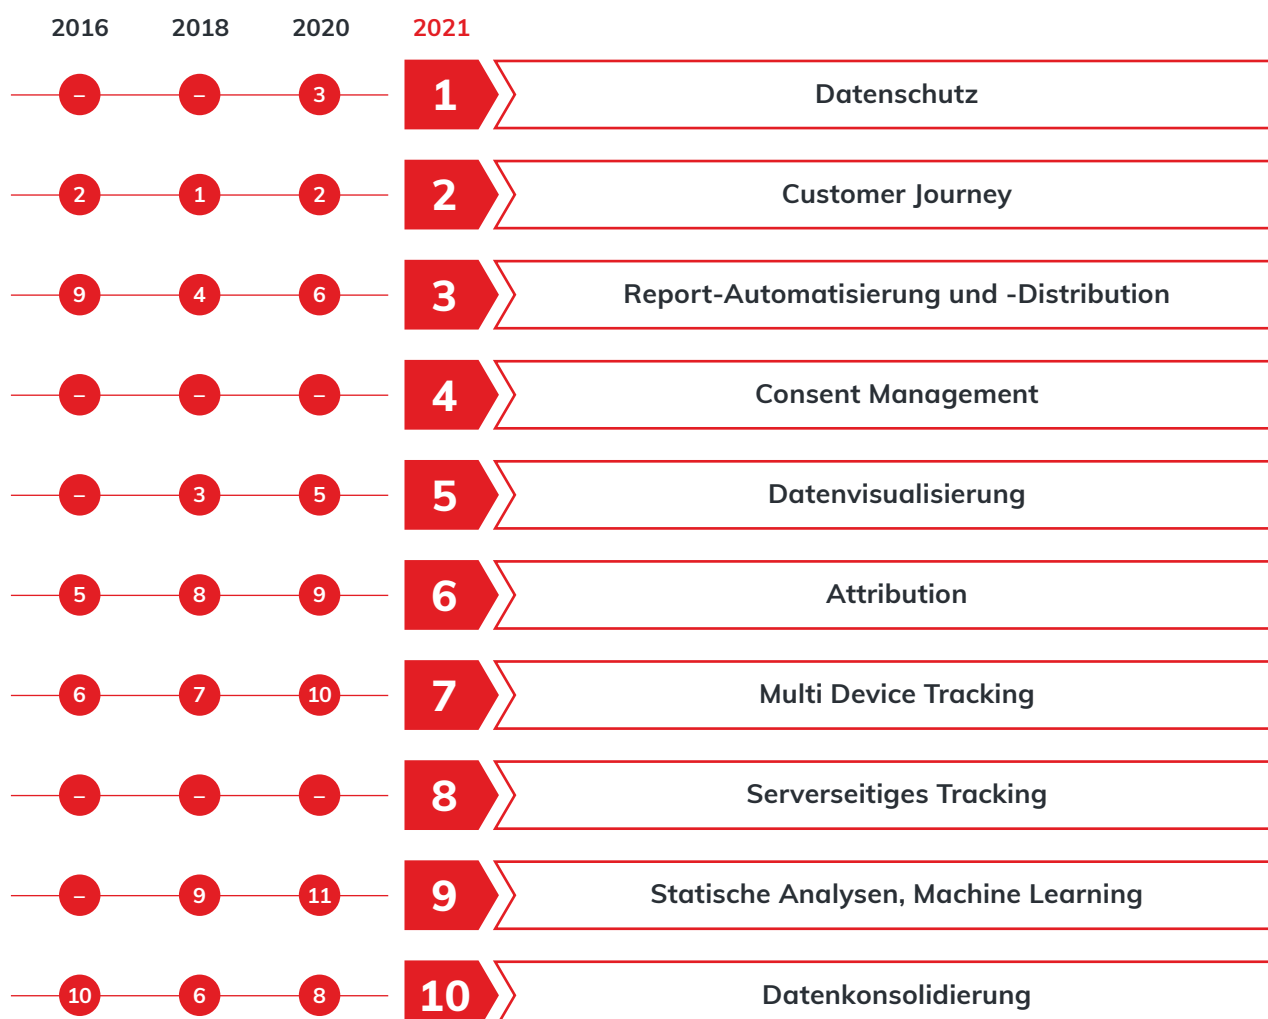 2016 2018 2020 2021
– – 3 1 Datenschutz
2 1 2 2 Customer Journey
9 4 6 3 Report-Automatisierung und -Distribution
– – – 4 Consent Management
– 3 5 5 Datenvisualisierung
5 8 9 6 Attribution
6 7 10 7 Multi Device Tracking
– – – 8 Serverseitiges Tracking
– 9 11 9 Statische Analysen, Machine Learning
10 6 8 10 Datenkonsolidierung